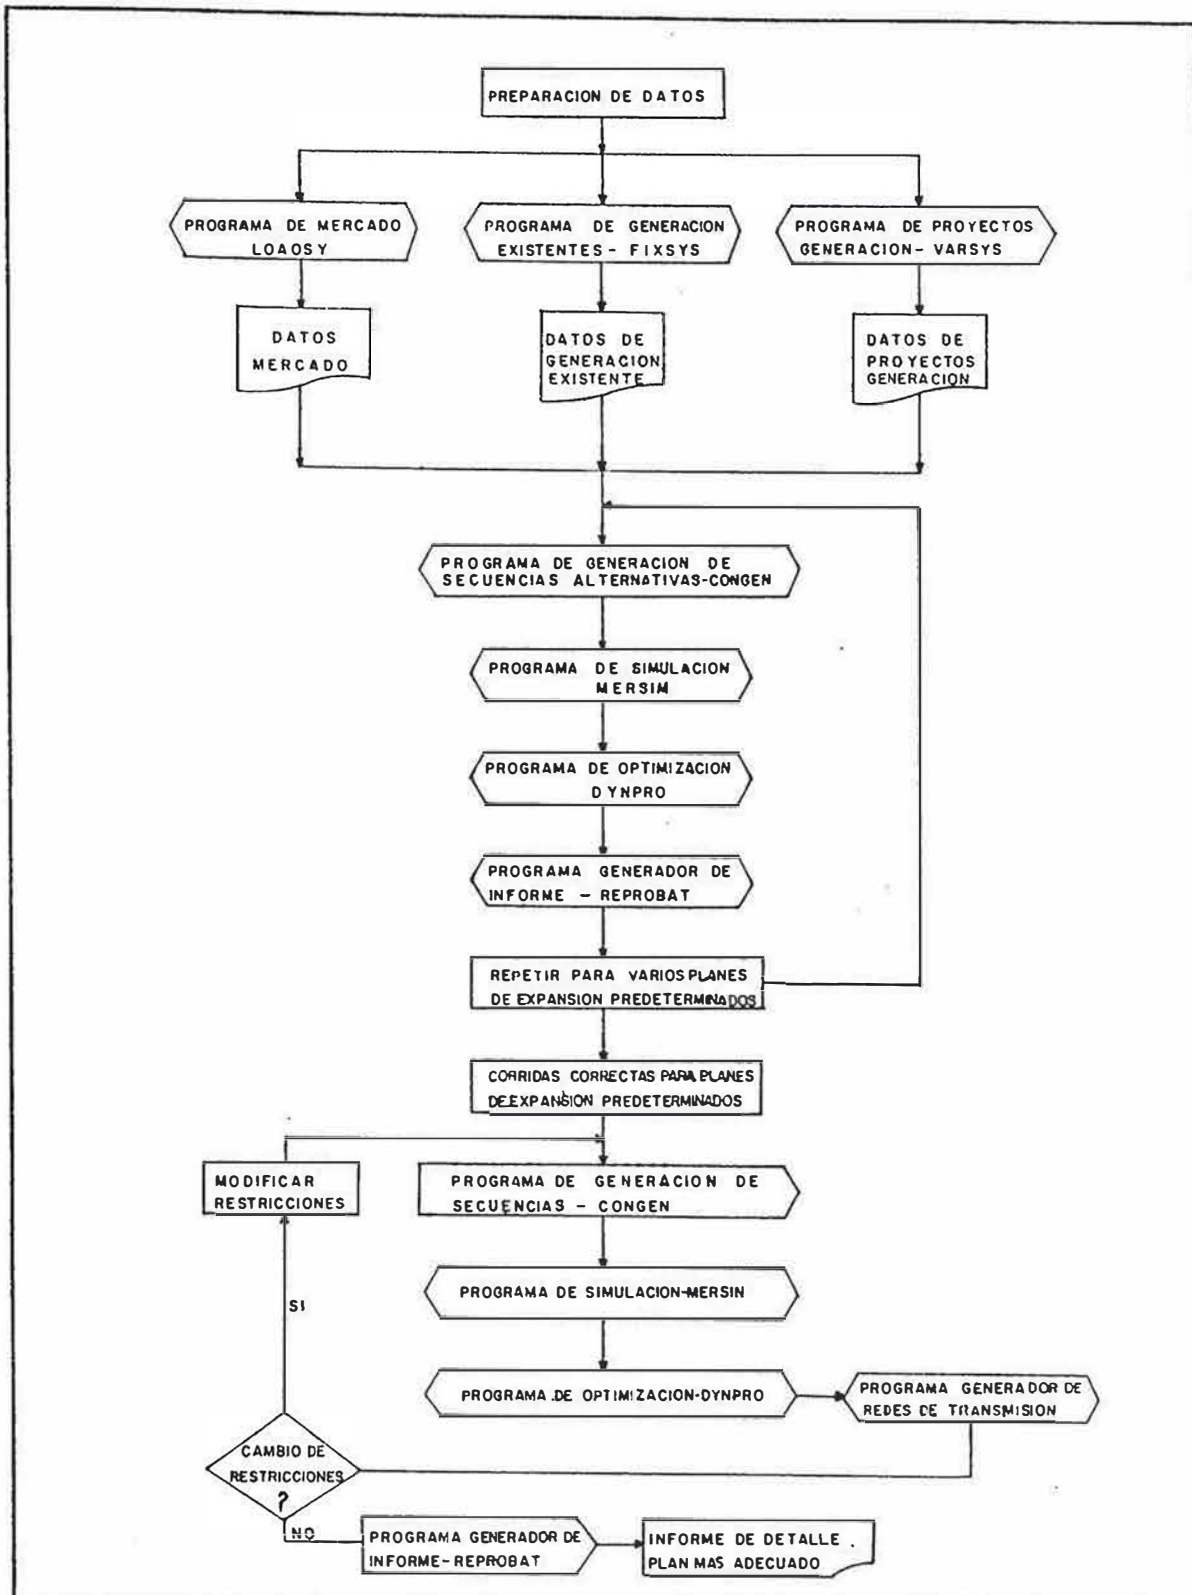 PREPARACION DE DATOS
PROGRAMA DE MERCADO
LOAOSY
PROGRAMA DE GENERACION
EXISTENTES- FIXSYS
PROGRAMA DE PROYECTOS
GENERACION- VARSYS
DATOS
MERCADO
DATOS DE
GENERACION
EXISTENTE
DATOS DE
PROYECTOS
GENERACION
PROGRAMA DE GENERACION DE
SECUENCIAS ALTERNATIVAS-CONGEN
PROGRAMA DE SIMULACION
MERSIM
PROGRAMA DE OPTIMIZACION
DYNPRO
PROGRAMA GENERADOR DE
INFORME - REPROBAT
REPETIR PARA VARIOS PLANES
DE EXPANSION PREDETERMINADOS
CORRIDAS CORRECTAS PARA PLANES
DE EXPANSION PREDETERMINADOS
MODIFICAR
RESTRICCIONES
PROGRAMA DE GENERACION DE
SECUENCIAS - CONGEN
SI
PROGRAMA DE SIMULACION-MERSIN
PROGRAMA DE OPTIMIZACION-DYNPRO
PROGRAMA GENERADOR DE
REDES DE TRANSMISION
CAMBIO DE
RESTRICCIONES
?
NO
PROGRAMA GENERADOR DE
INFORME-REPROBAT
INFORME DE DETALLE
PLAN MAS ADECUADO